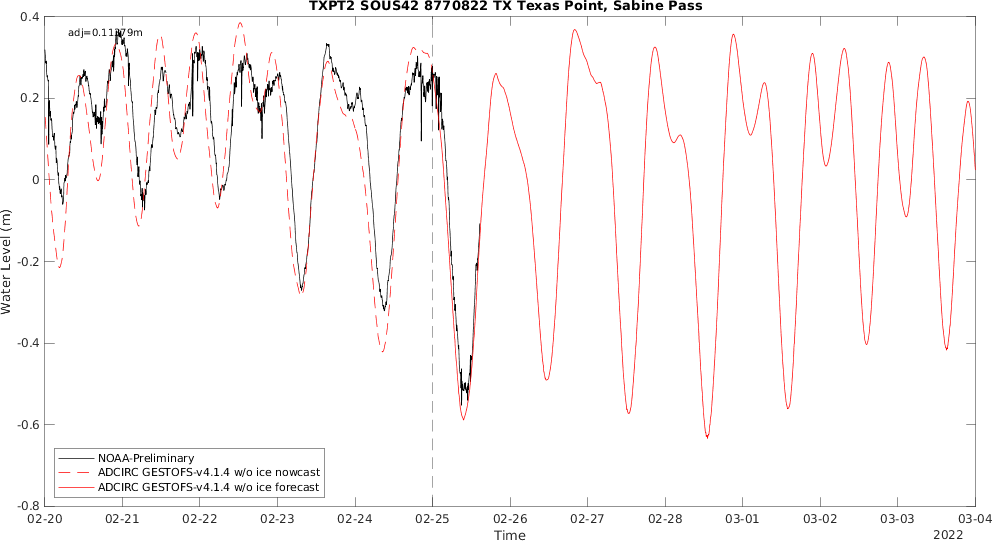 TXPT2 SOUS42 8770822 TX Texas Point, Sabine Pass
adj=0.11379m
0.4
0.2
0
-0.2
-0.4
-0.6
-0.8
Water Level (m)
NOAA-Preliminary
ADCIRC GESTOFS-v4.1.4 w/o ice nowcast
ADCIRC GESTOFS-v4.1.4 w/o ice forecast
02-20 02-21 02-22 02-23 02-24 02-25 02-26 02-27 02-28 03-01 03-02 03-03 03-04
Time
2022